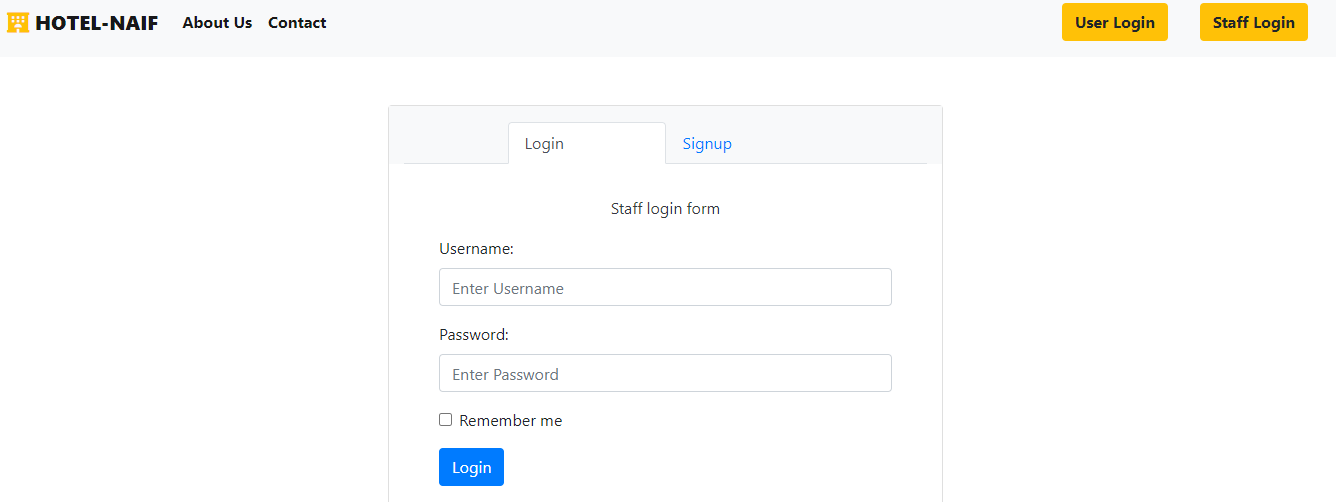 HOTEL-NAIF About Us Contact User Login Staff Login
Login Signup
Staff login form
Username:
Enter Username
Password:
Enter Password
Remember me
Login